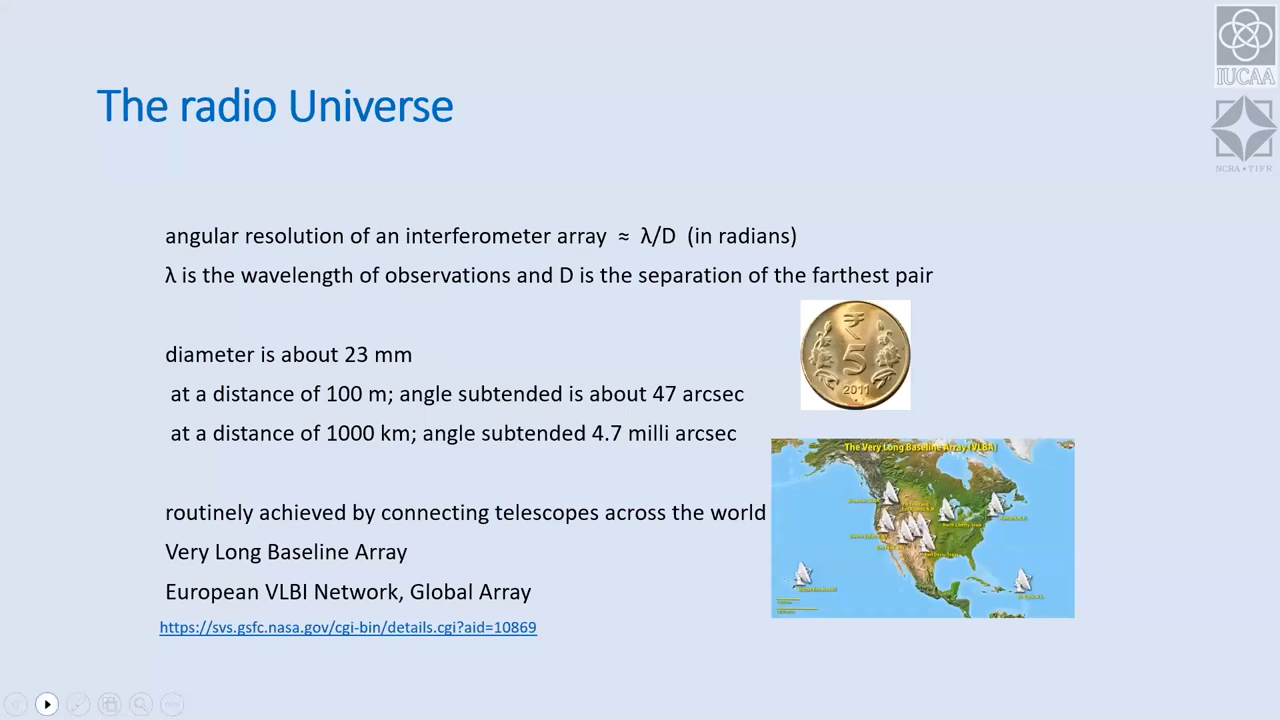 IUCAA
NCRA • TIFR
The radio Universe
angular resolution of an interferometer array ≈ λ/D (in radians)
λ is the wavelength of observations and D is the separation of the farthest pair
₹
5
2011
diameter is about 23 mm
at a distance of 100 m; angle subtended is about 47 arcsec
at a distance of 1000 km; angle subtended 4.7 milli arcsec
The Very Long Baseline Array (VLBA)
routinely achieved by connecting telescopes across the world
Very Long Baseline Array
European VLBI Network, Global Array
https://svs.gsfc.nasa.gov/cgi-bin/details.cgi?aid=10869